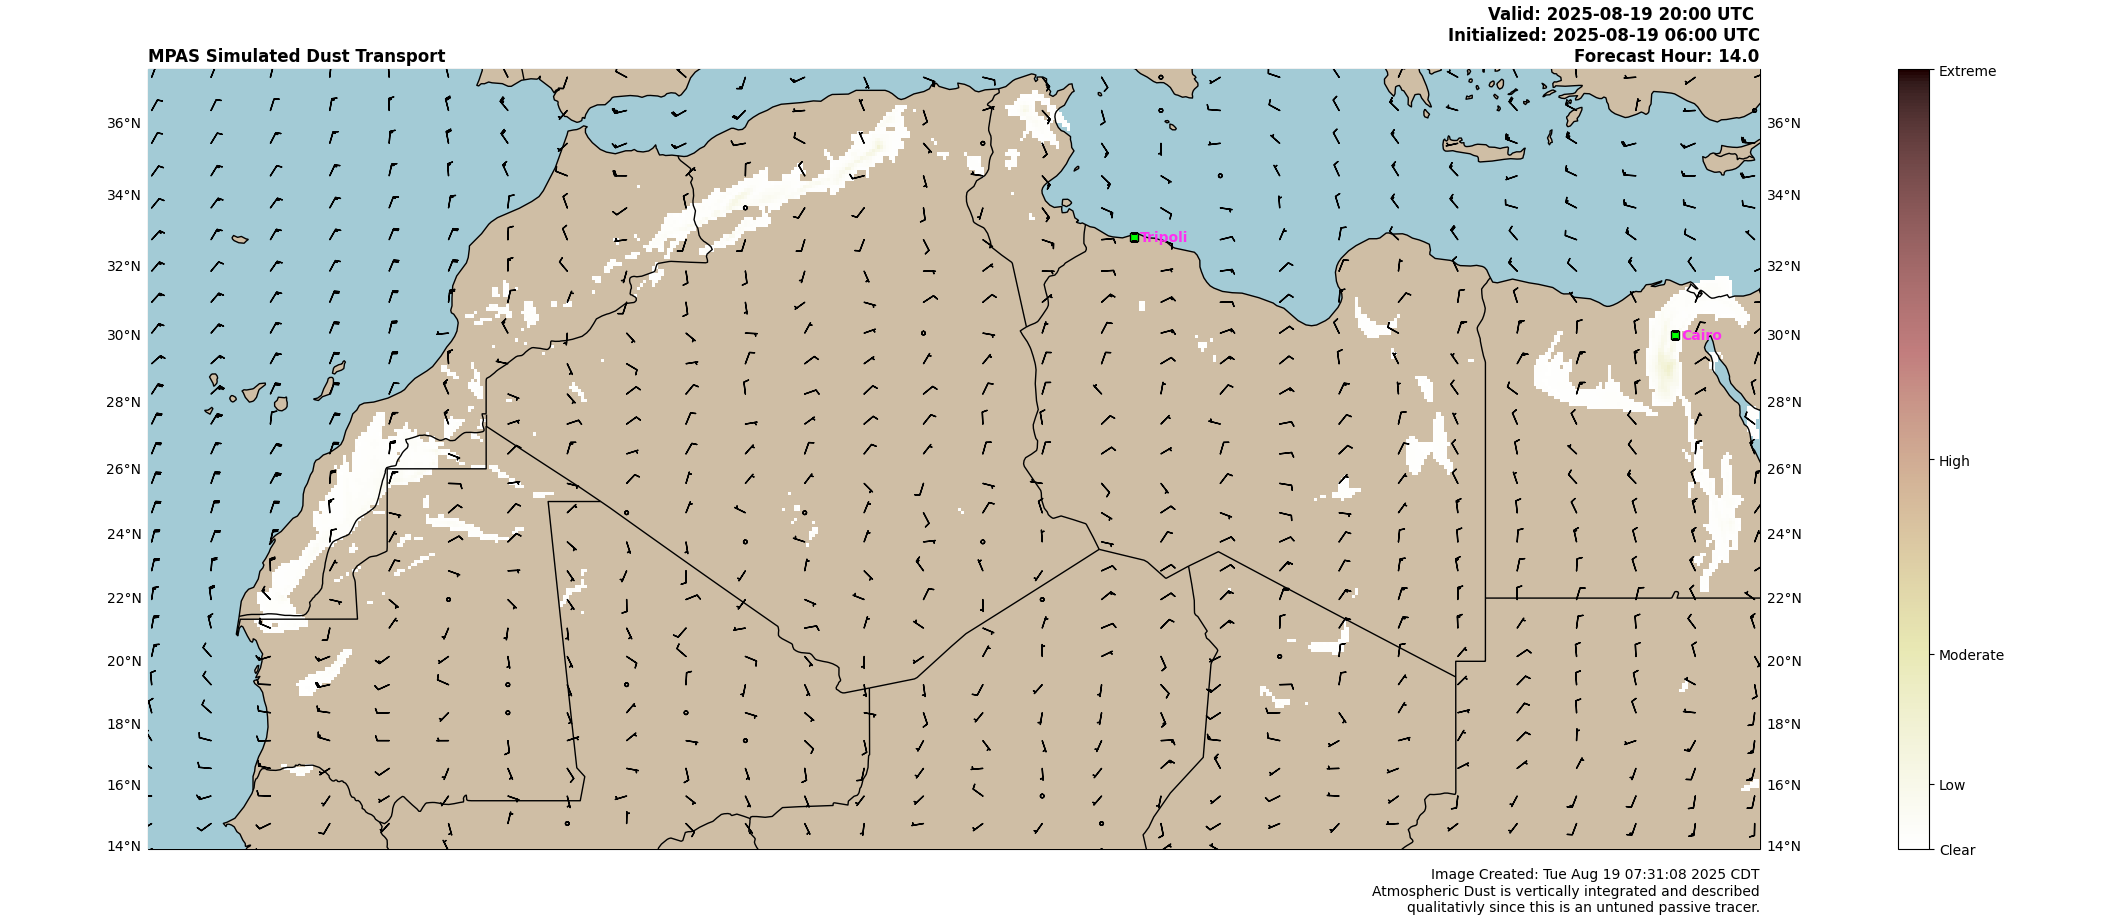 Valid: 2025-08-19 20:00 UTC
Initialized: 2025-08-19 06:00 UTC
MPAS Simulated Dust Transport
Forecast Hour: 14.0
Extreme
36°N
36°N
34°N
34°N
Tripoli
32°N
32°N
30°N
Cairo
30°N
28°N
28°N
High
26°N
26°N
24°N
24°N
22°N
22°N
20°N
20°N
Moderate
18°N
18°N
16°N
16°N
Low
14°N
14°N
Clear
Image Created: Tue Aug 19 07:31:08 2025 CDT
Atmospheric Dust is vertically integrated and described
qualitativly since this is an untuned passive tracer.